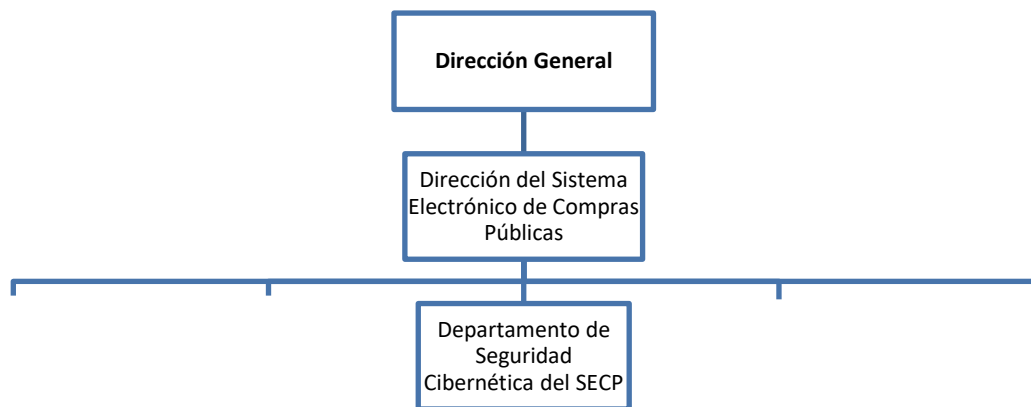 Dirección General
Dirección del Sistema
Electrónico de Compras
Públicas
Departamento de
Seguridad
Cibernética del SECP